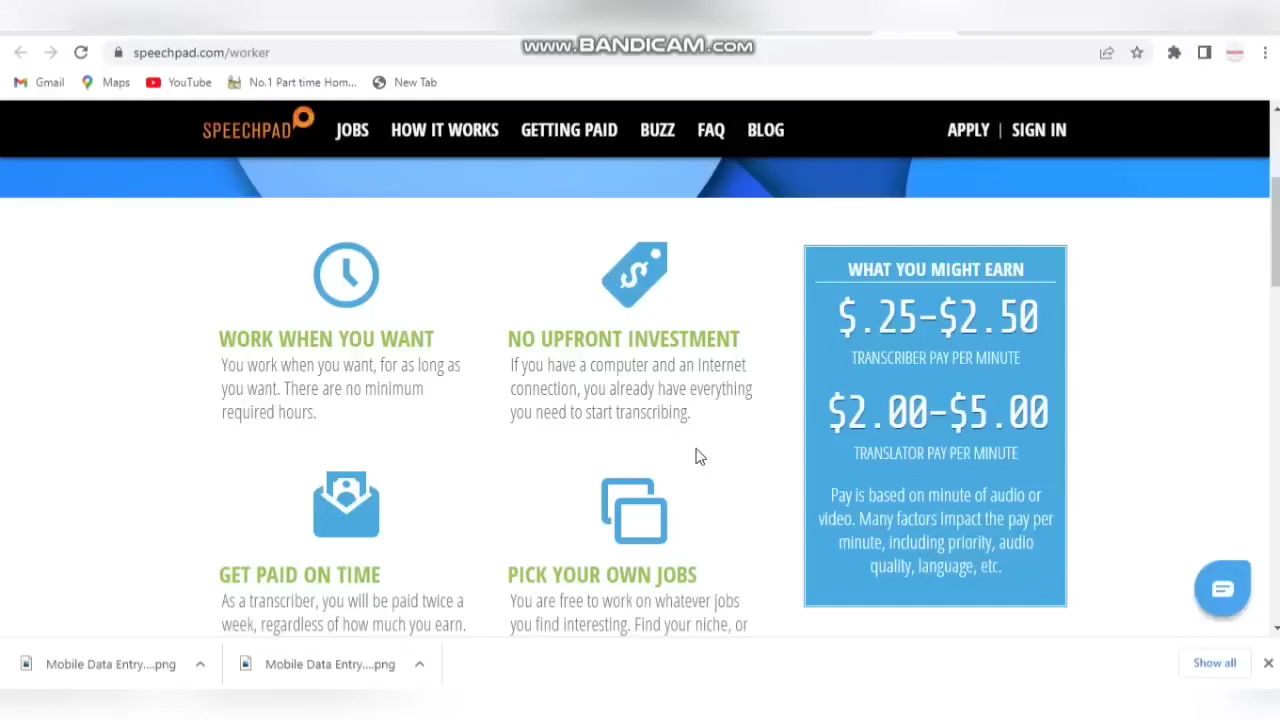 www.BANDICAM.com
speechpad.com/worker
Gmail Maps YouTube No.1 Part time Hom... New Tab
SPEECHPAD JOBS HOW IT WORKS GETTING PAID BUZZ FAQ BLOG APPLY | SIGN IN
WORK WHEN YOU WANT
You work when you want, for as long as
you want. There are no minimum
required hours.
NO UPFRONT INVESTMENT
If you have a computer and an Internet
connection, you already have everything
you need to start transcribing.
WHAT YOU MIGHT EARN
$.25–$2.50
TRANSCRIBER PAY PER MINUTE
$2.00–$5.00
TRANSLATOR PAY PER MINUTE
Pay is based on minute of audio or
video. Many factors impact the pay per
minute, including priority, audio
quality, language, etc.
GET PAID ON TIME
As a transcriber, you will be paid twice a
week, regardless of how much you earn.
PICK YOUR OWN JOBS
You are free to work on whatever jobs
you find interesting. Find your niche, or
Mobile Data Entry....png Mobile Data Entry....png Show all